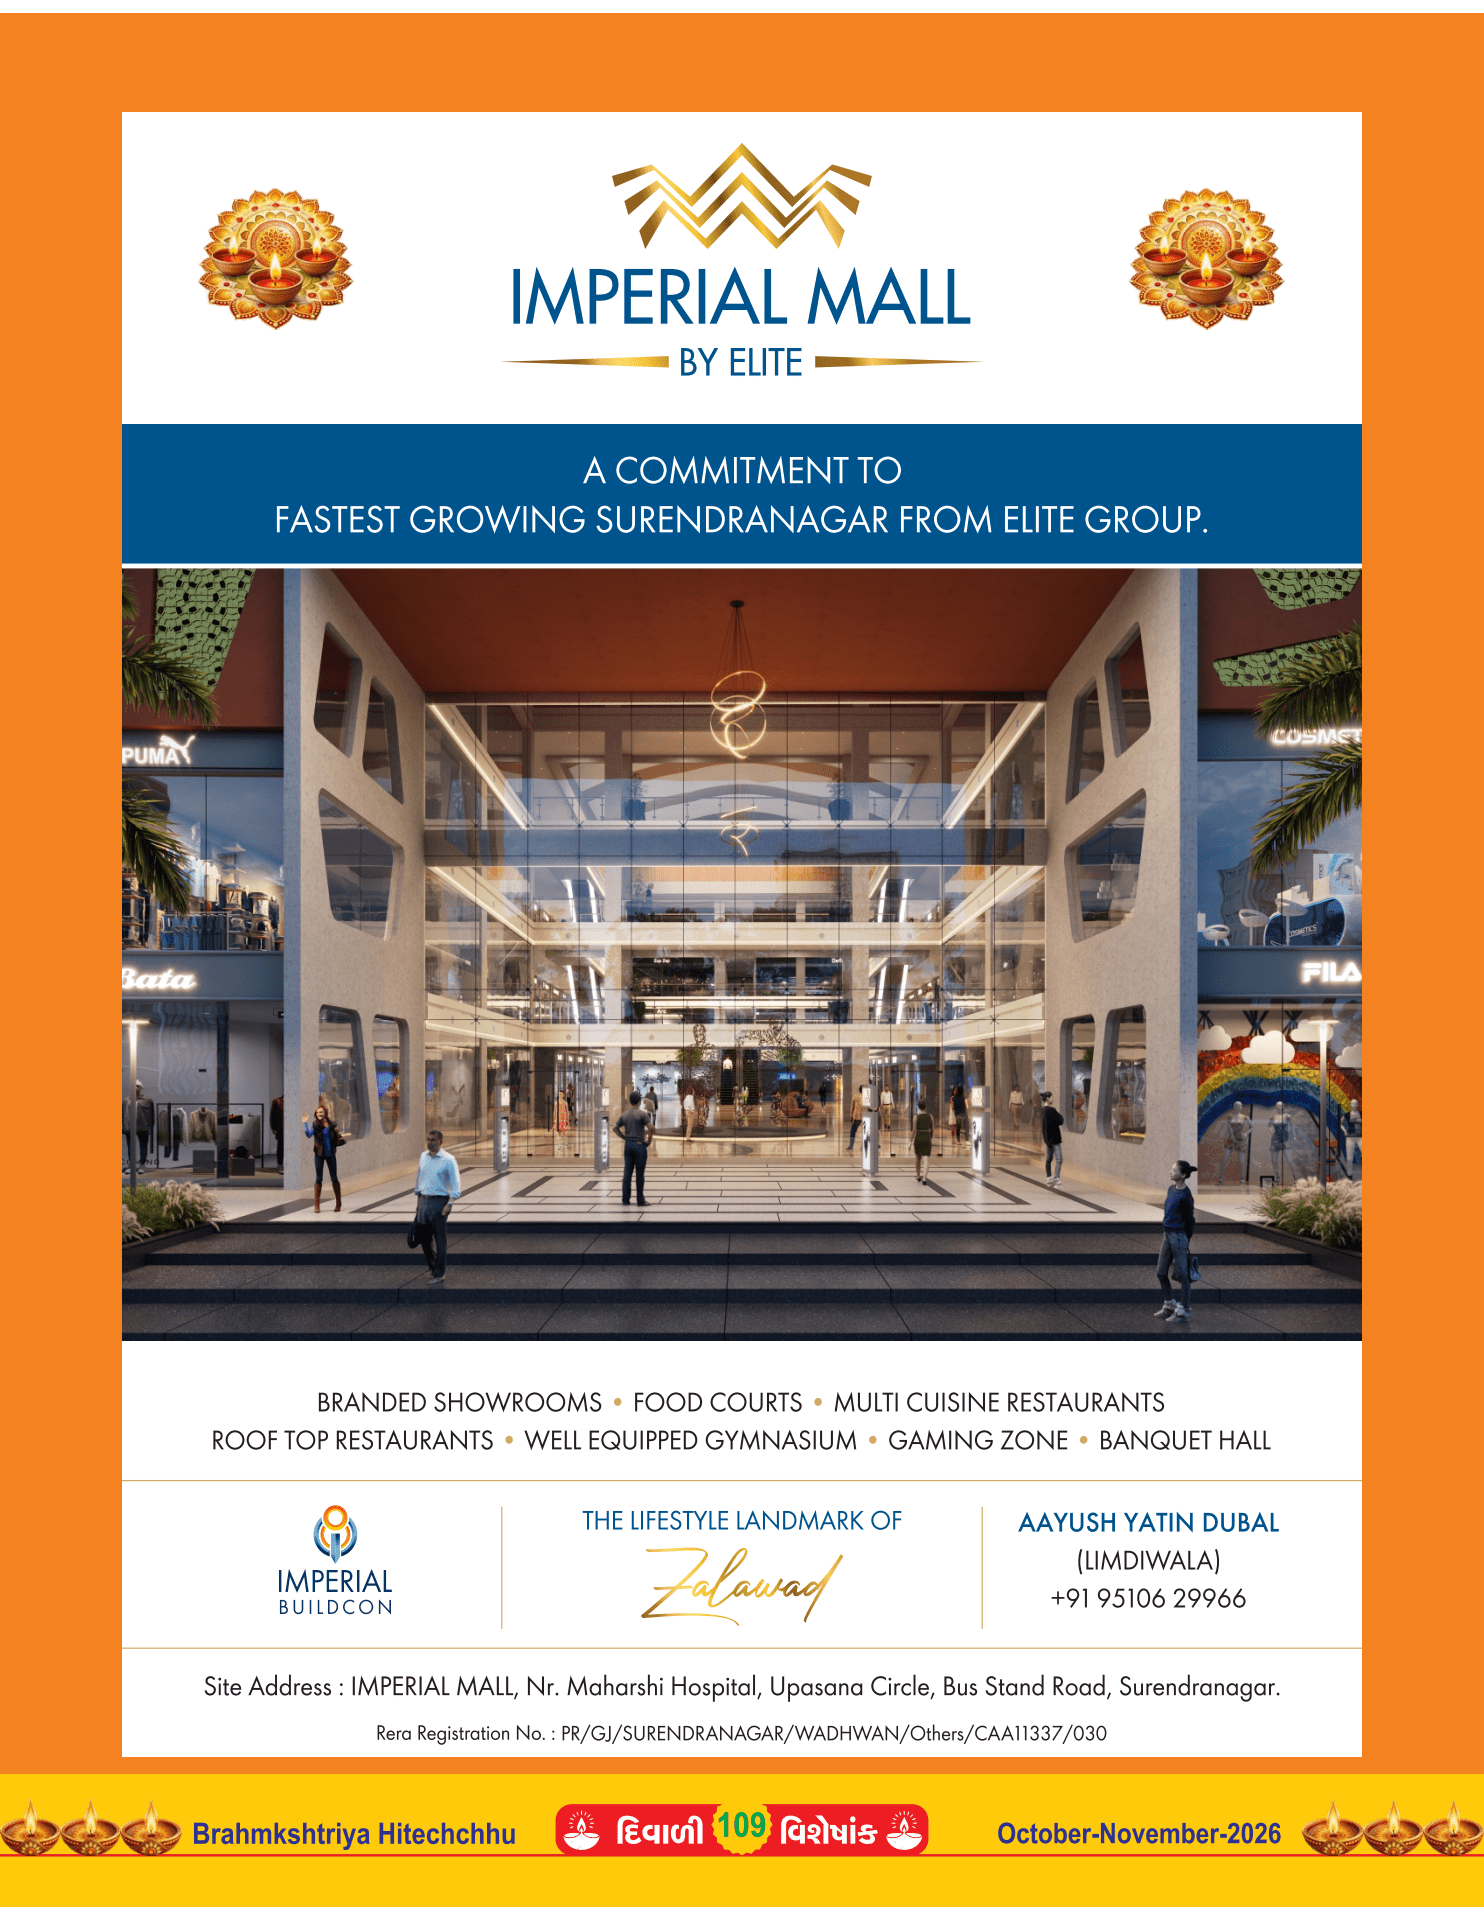 IMPERIAL MALL
BY ELITE
A COMMITMENT TO
FASTEST GROWING SURENDRANAGAR FROM ELITE GROUP.
PUMA
COSMET
COSMETICS
Bata
FILA
BRANDED SHOWROOMS • FOOD COURTS • MULTI CUISINE RESTAURANTS
ROOF TOP RESTAURANTS • WELL EQUIPPED GYMNASIUM • GAMING ZONE • BANQUET HALL
IMPERIAL
BUILDCON
THE LIFESTYLE LANDMARK OF
Zalawad
AAYUSH YATIN DUBAL
(LIMDIWALA)
+91 95106 29966
Site Address : IMPERIAL MALL, Nr. Maharshi Hospital, Upasana Circle, Bus Stand Road, Surendranagar.
Rera Registration No. : PR/GJ/SURENDRANAGAR/WADHWAN/Others/CAA11337/030
Brahmkshtriya Hitechchhu દિવાળી 109 વિશેષાંક October-November-2026